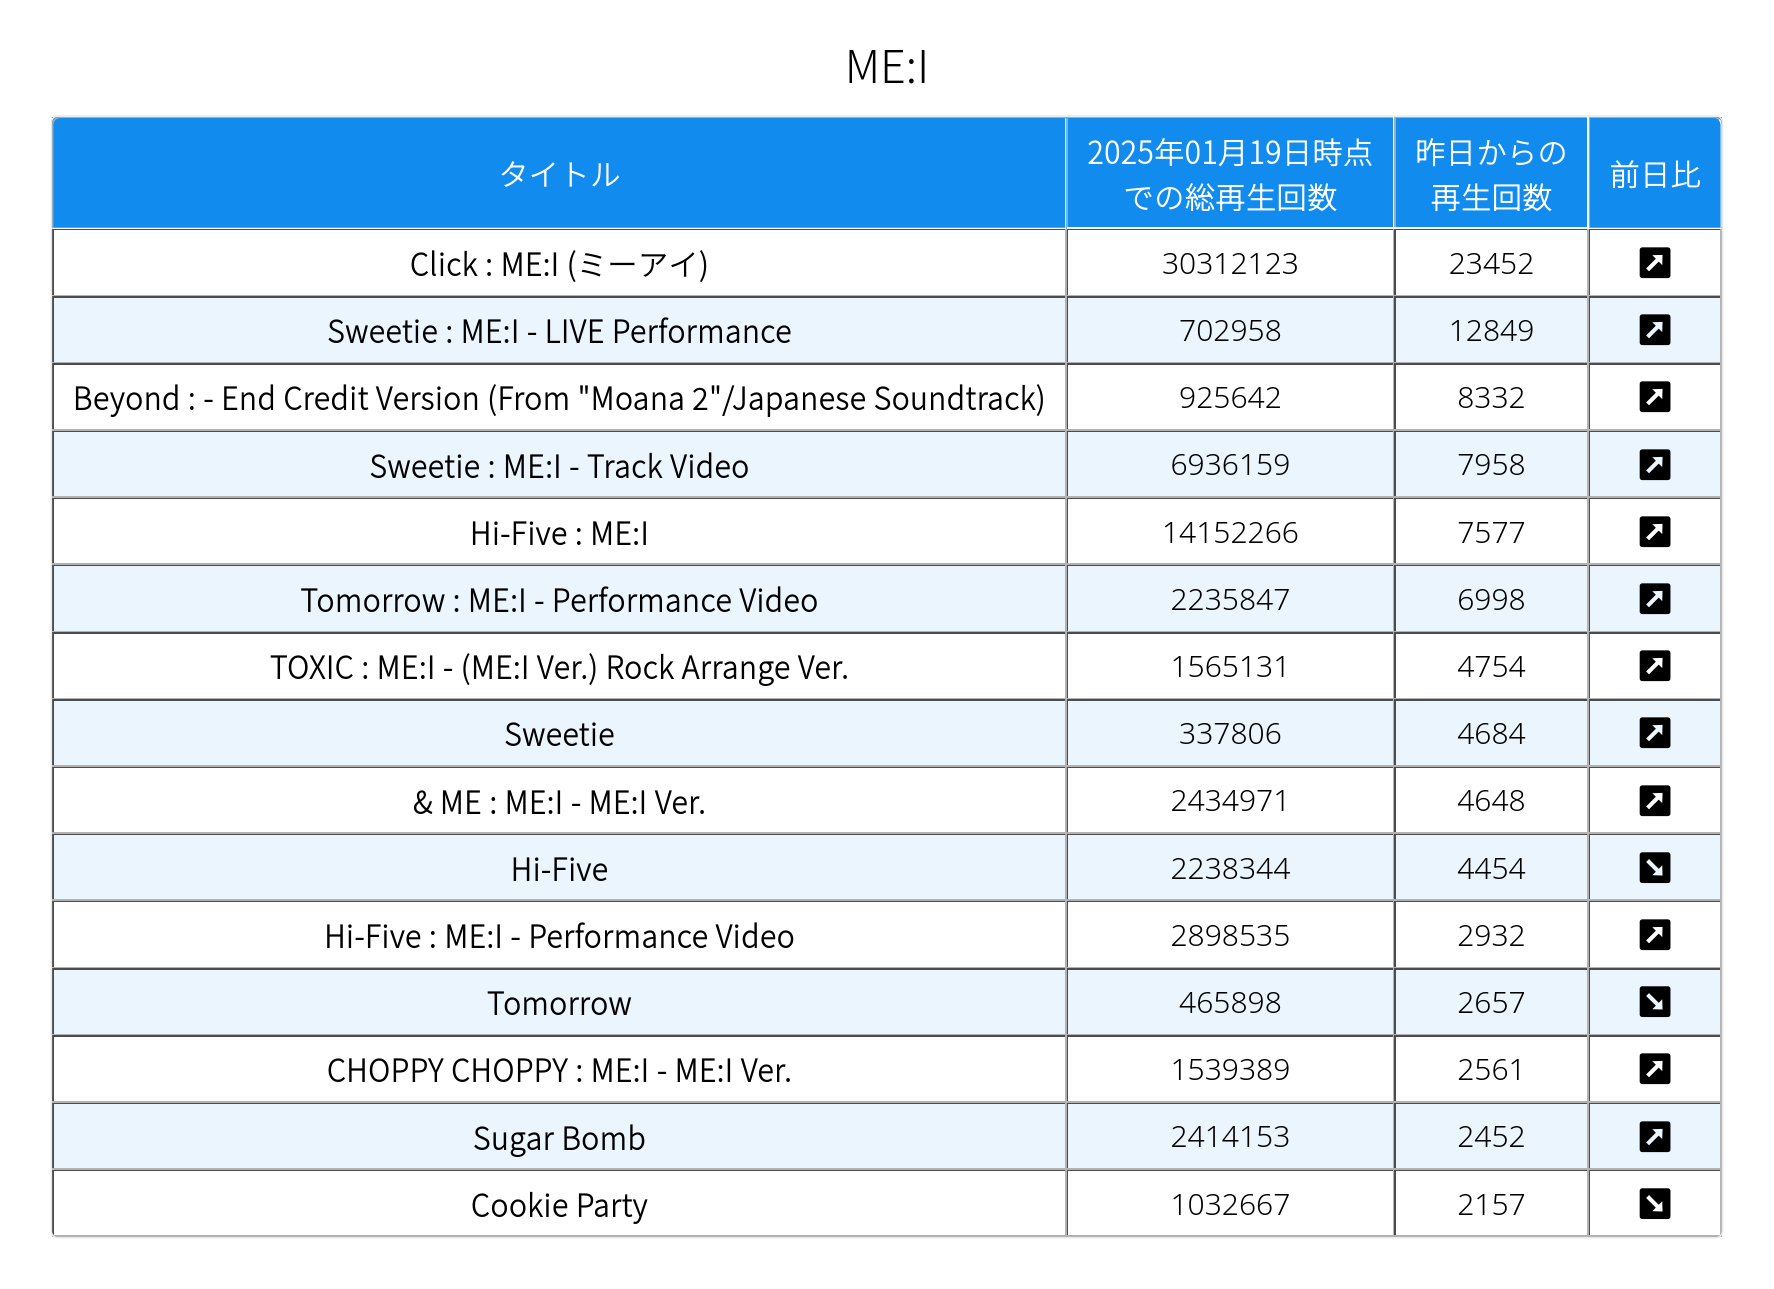 ME:I
タイトル
2025年01月19日時点
での総再生回数
昨日からの
再生回数
前日比
Click : ME:I (ミーアイ) 30312123 23452 ↗
Sweetie : ME:I - LIVE Performance 702958 12849 ↗
Beyond : - End Credit Version (From "Moana 2"/Japanese Soundtrack) 925642 8332 ↗
Sweetie : ME:I - Track Video 6936159 7958 ↗
Hi-Five : ME:I 14152266 7577 ↗
Tomorrow : ME:I - Performance Video 2235847 6998 ↗
TOXIC : ME:I - (ME:I Ver.) Rock Arrange Ver. 1565131 4754 ↗
Sweetie 337806 4684 ↗
& ME : ME:I - ME:I Ver. 2434971 4648 ↗
Hi-Five 2238344 4454 ↘
Hi-Five : ME:I - Performance Video 2898535 2932 ↗
Tomorrow 465898 2657 ↘
CHOPPY CHOPPY : ME:I - ME:I Ver. 1539389 2561 ↗
Sugar Bomb 2414153 2452 ↗
Cookie Party 1032667 2157 ↘